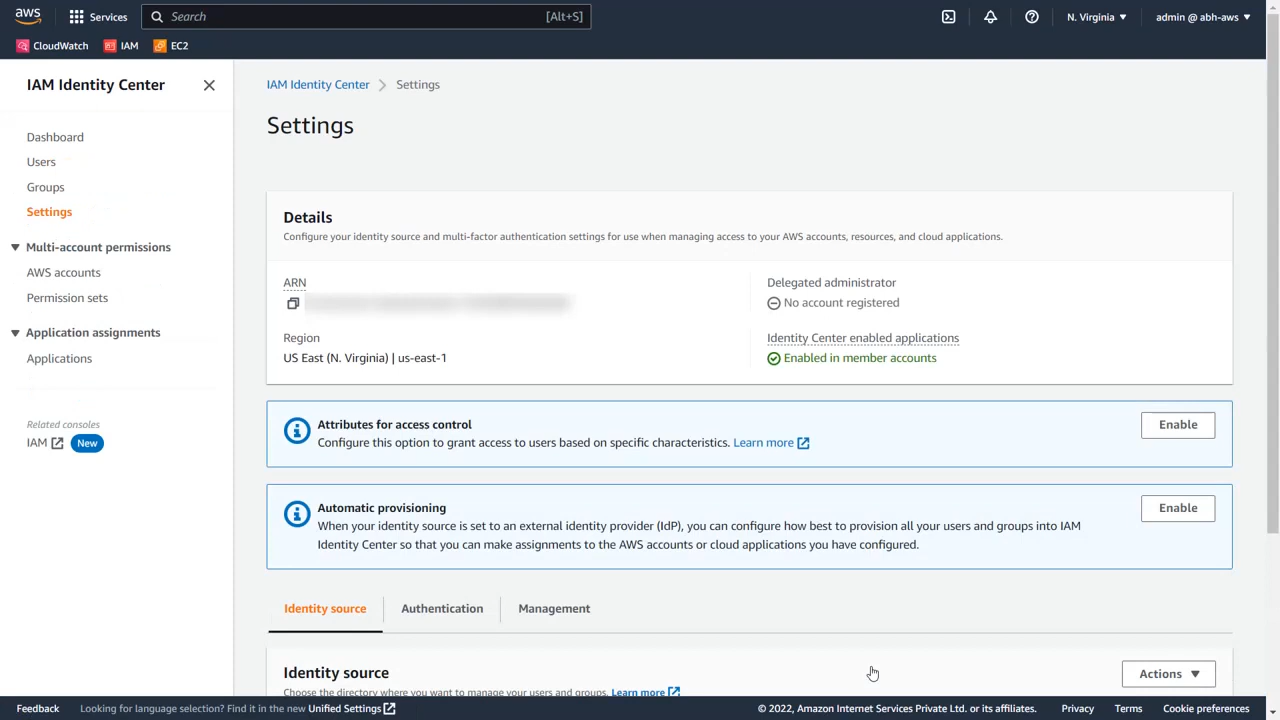 aws Services Search [Alt+S] N. Virginia ▼ admin @ abh-aws ▼
CloudWatch IAM EC2
IAM Identity Center
Dashboard
Users
Groups
Settings
Multi-account permissions
AWS accounts
Permission sets
Application assignments
Applications
Related consoles
IAM New
IAM Identity Center > Settings
Settings
Details
Configure your identity source and multi-factor authentication settings for use when managing access to your AWS accounts, resources, and cloud applications.
ARN
Region
US East (N. Virginia) | us-east-1
Delegated administrator
No account registered
Identity Center enabled applications
Enabled in member accounts
Attributes for access control
Configure this option to grant access to users based on specific characteristics. Learn more
Enable
Automatic provisioning
When your identity source is set to an external identity provider (IdP), you can configure how best to provision all your users and groups into IAM
Identity Center so that you can make assignments to the AWS accounts or cloud applications you have configured.
Enable
Identity source Authentication Management
Identity source
Choose the directory where you want to manage your users and groups. Learn more
Actions ▼
Feedback Looking for language selection? Find it in the new Unified Settings © 2022, Amazon Internet Services Private Ltd. or its affiliates. Privacy Terms Cookie preferences